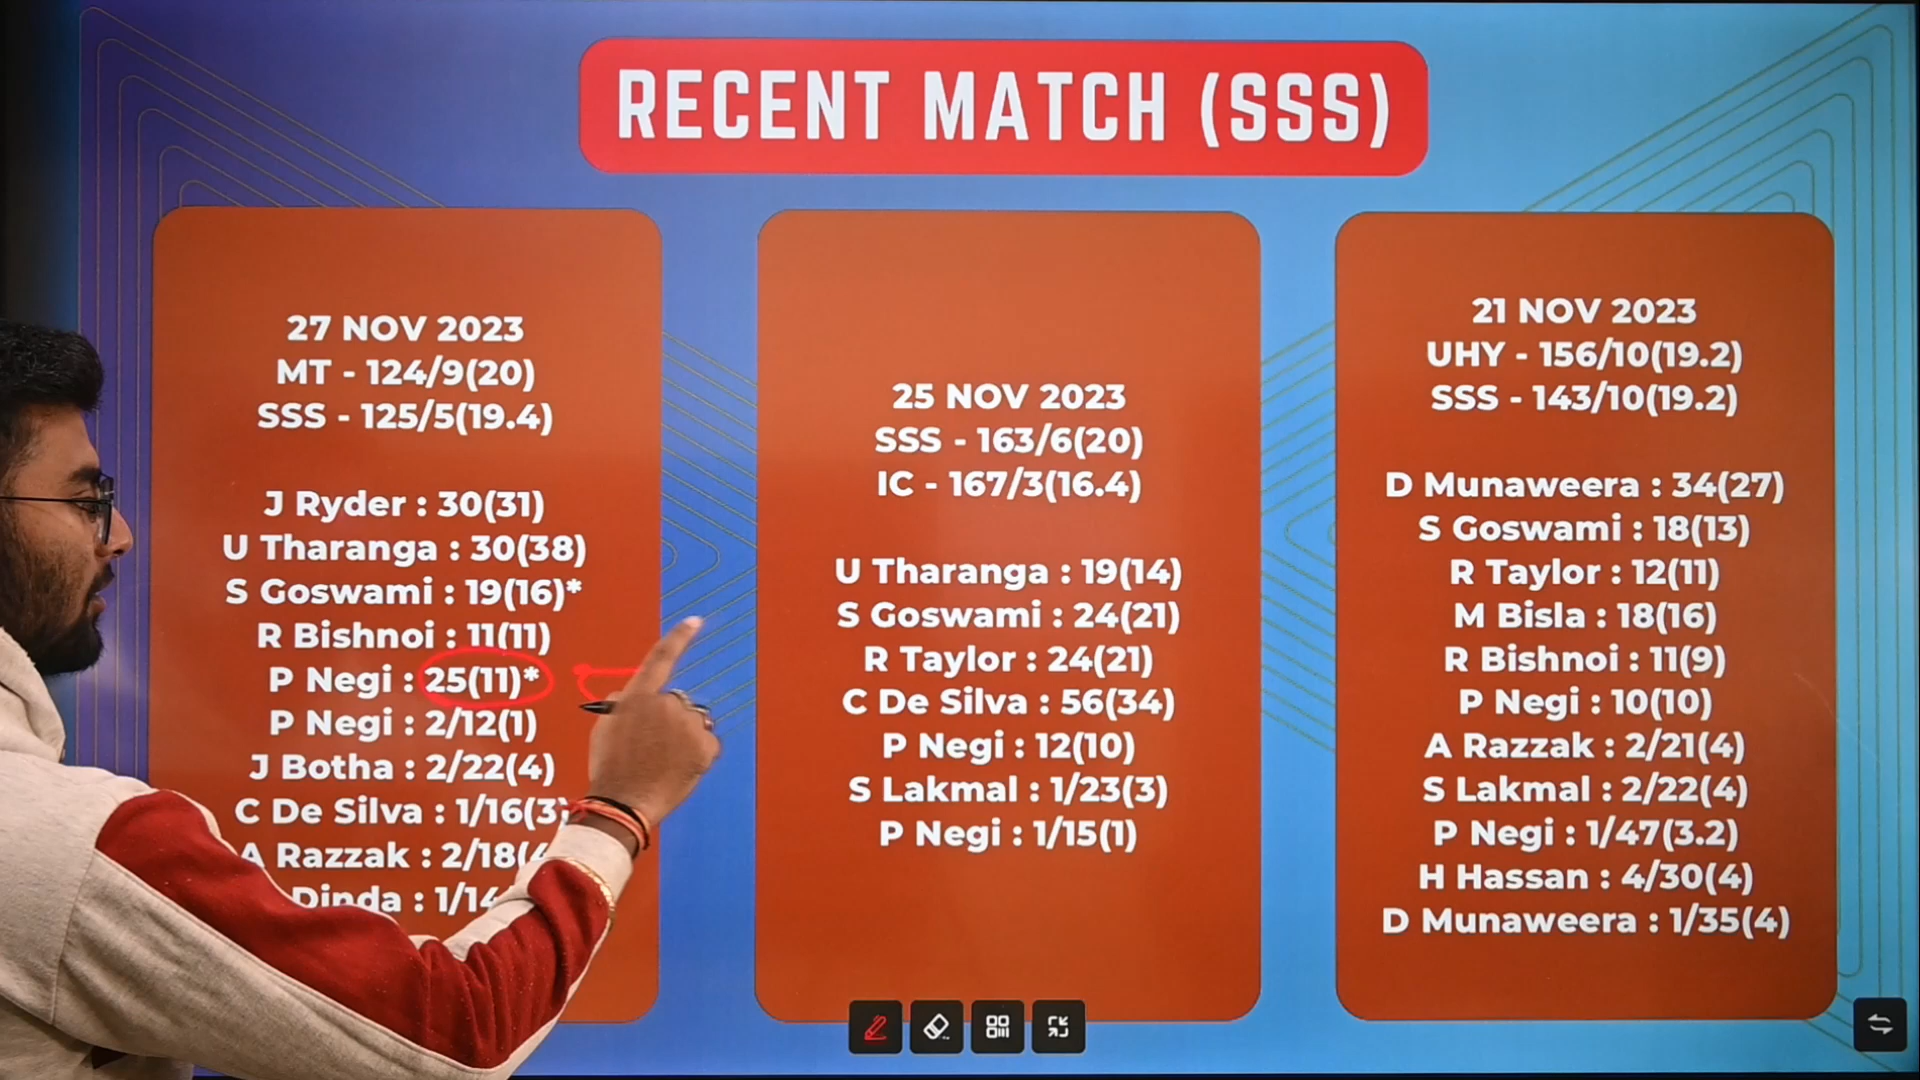 RECENT MATCH (SSS)
27 NOV 2023
MT - 124/9(20)
SSS - 125/5(19.4)
J Ryder : 30(31)
U Tharanga : 30(38)
S Goswami : 19(16)*
R Bishnoi : 11(11)
P Negi : 25(11)*
P Negi : 2/12(1)
J Botha : 2/22(4)
C De Silva : 1/16(3)
A Razzak : 2/18(4
Dinda : 1/14
25 NOV 2023
SSS - 163/6(20)
IC - 167/3(16.4)
U Tharanga : 19(14)
S Goswami : 24(21)
R Taylor : 24(21)
C De Silva : 56(34)
P Negi : 12(10)
S Lakmal : 1/23(3)
P Negi : 1/15(1)
21 NOV 2023
UHY - 156/10(19.2)
SSS - 143/10(19.2)
D Munaweera : 34(27)
S Goswami : 18(13)
R Taylor : 12(11)
M Bisla : 18(16)
R Bishnoi : 11(9)
P Negi : 10(10)
A Razzak : 2/21(4)
S Lakmal : 2/22(4)
P Negi : 1/47(3.2)
H Hassan : 4/30(4)
D Munaweera : 1/35(4)